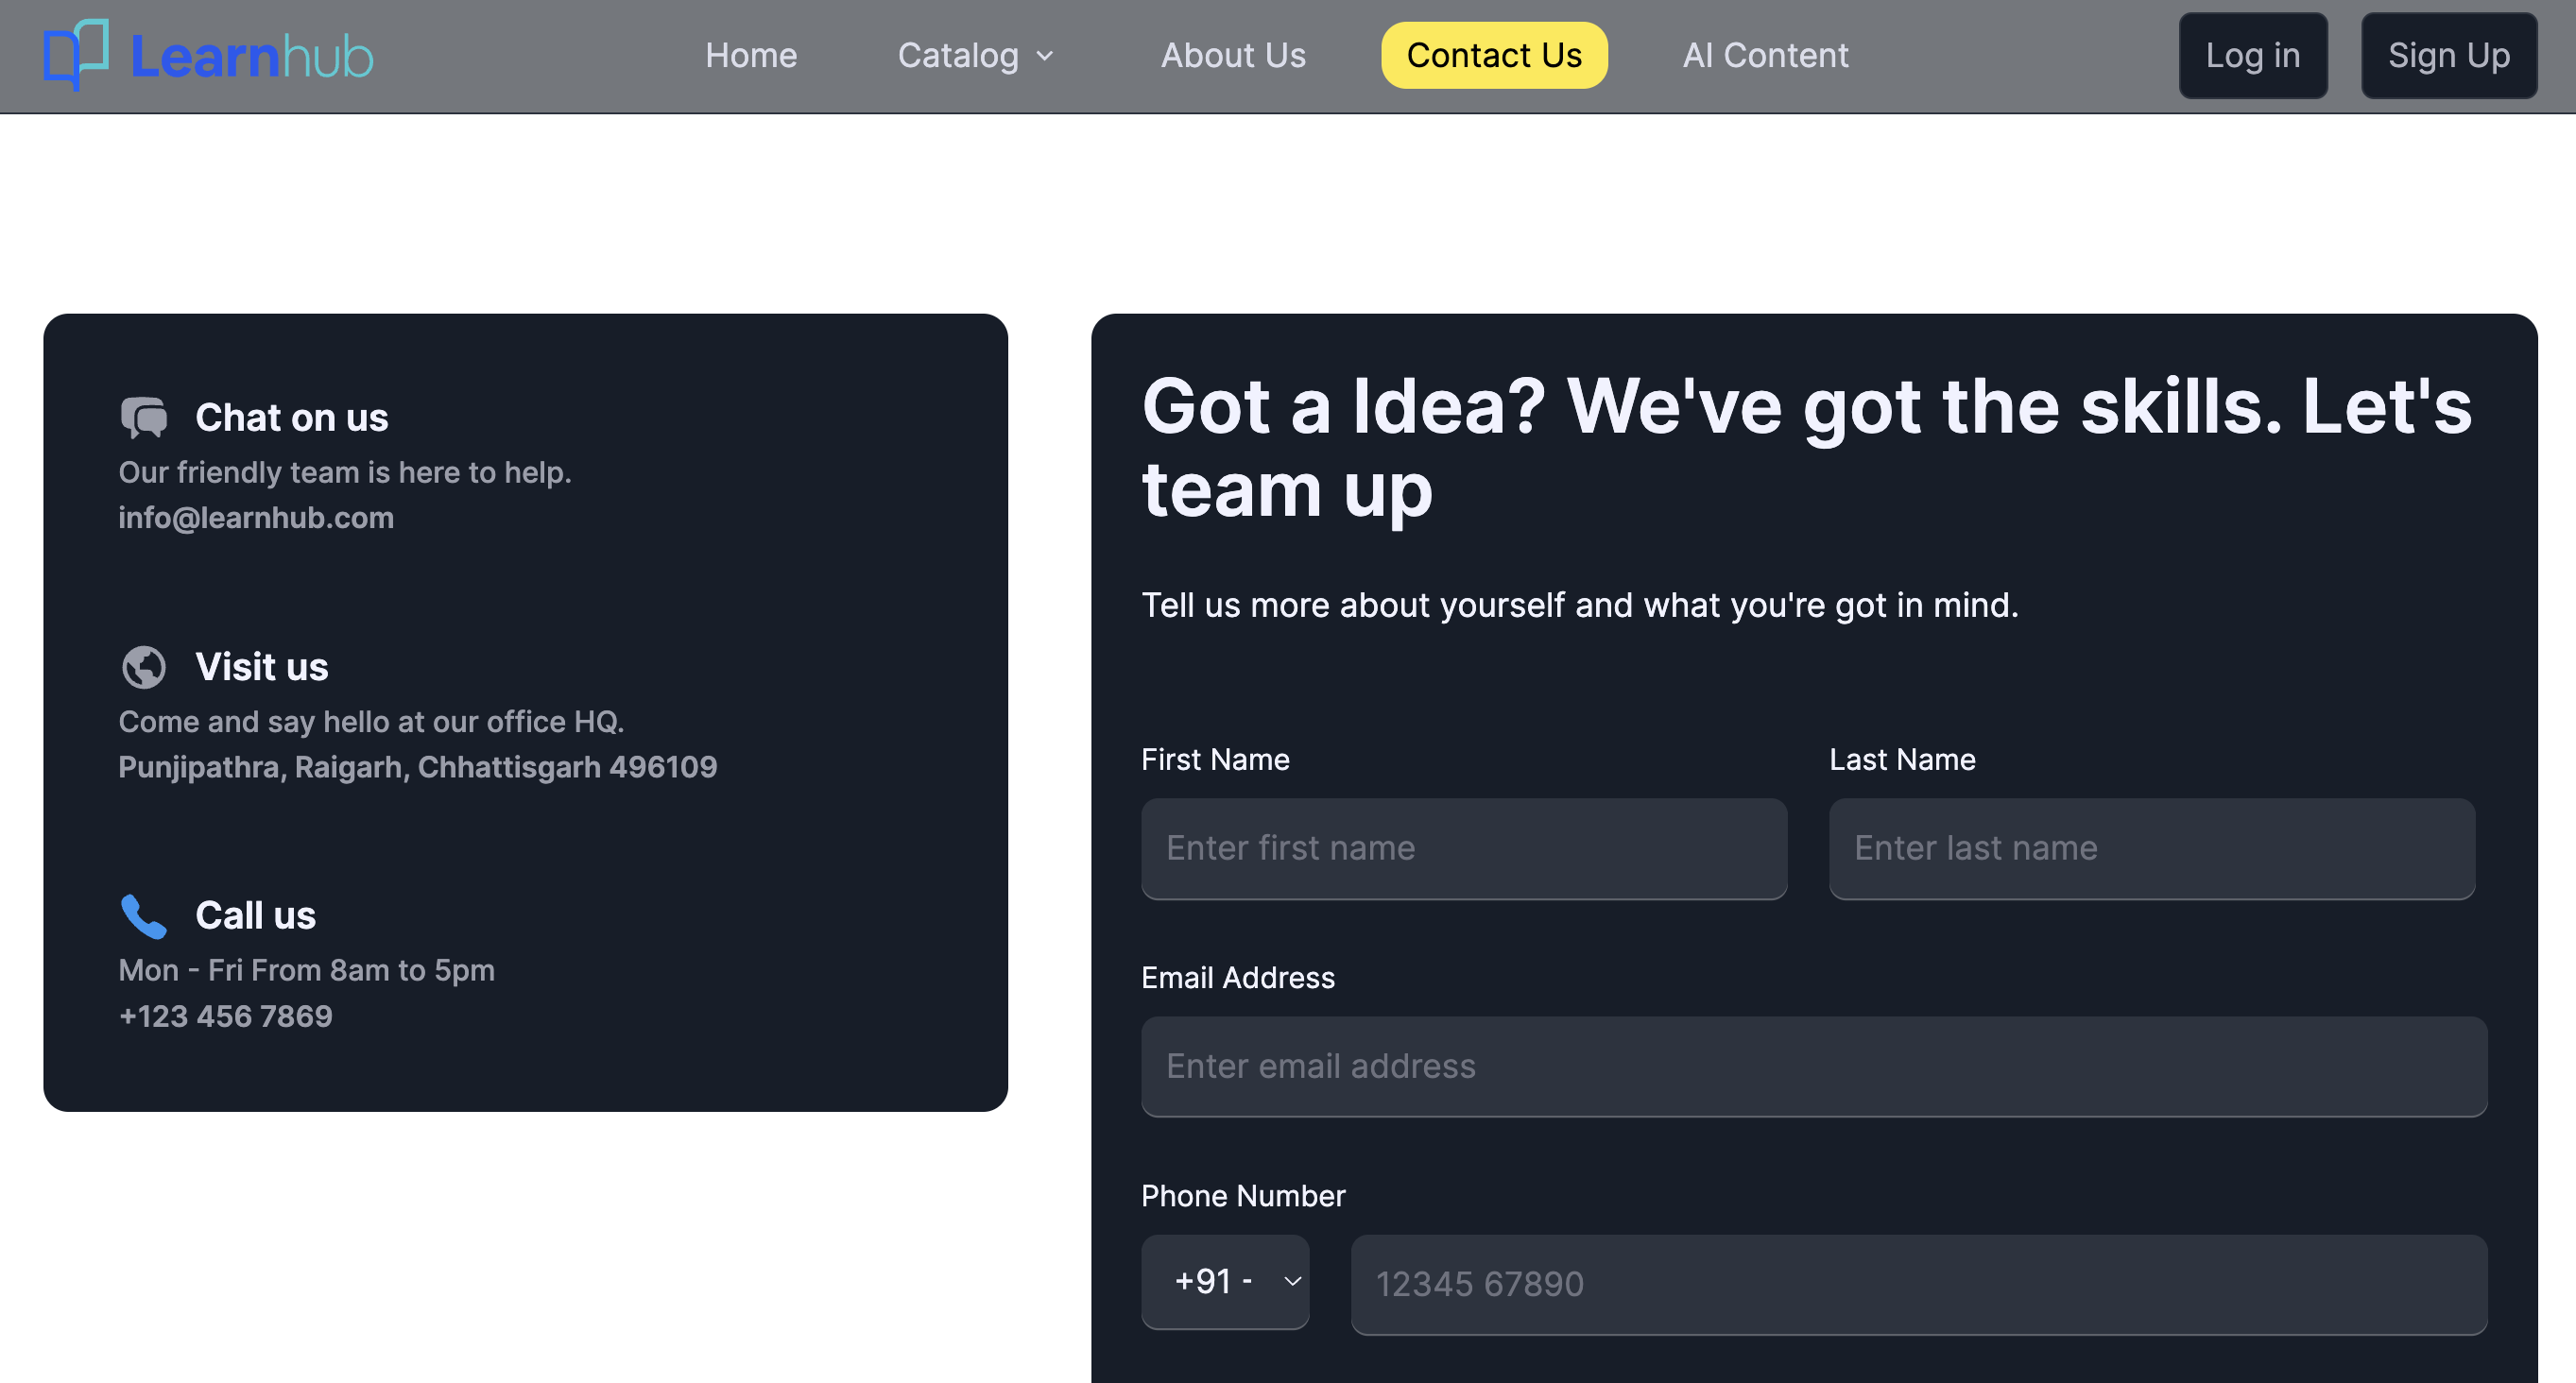 Learnhub
Home
Catalog
About Us
Contact Us
AI Content
Log in
Sign Up
Chat on us
Our friendly team is here to help.
info@learnhub.com
Visit us
Come and say hello at our office HQ.
Punjipathra, Raigarh, Chhattisgarh 496109
Call us
Mon - Fri From 8am to 5pm
+123 456 7869
Got a Idea? We've got the skills. Let's
team up
Tell us more about yourself and what you're got in mind.
First Name
Last Name
Enter first name
Enter last name
Email Address
Enter email address
Phone Number
+91 -
12345 67890